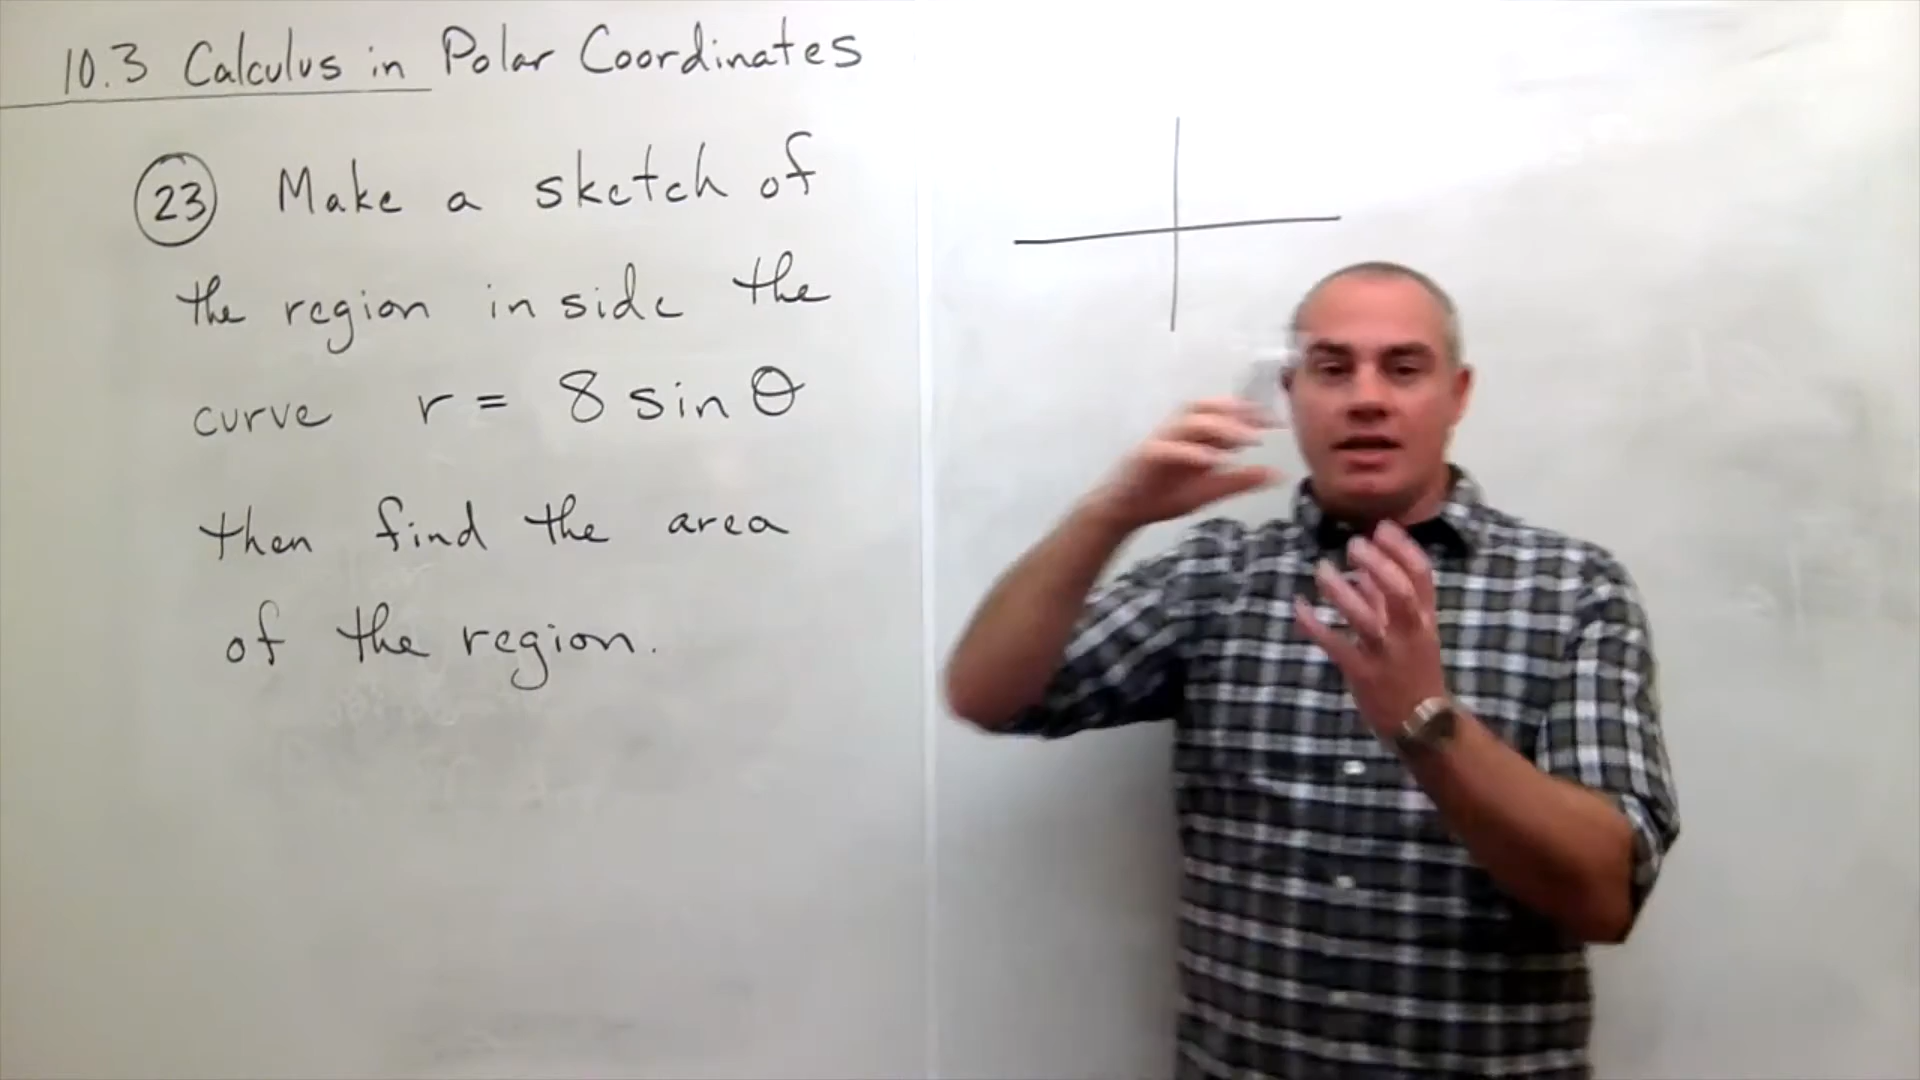 10.3 Calculus in Polar Coordinates
23 Make a sketch of
the region inside the
curve r = 8 sin θ
then find the area
of the region.